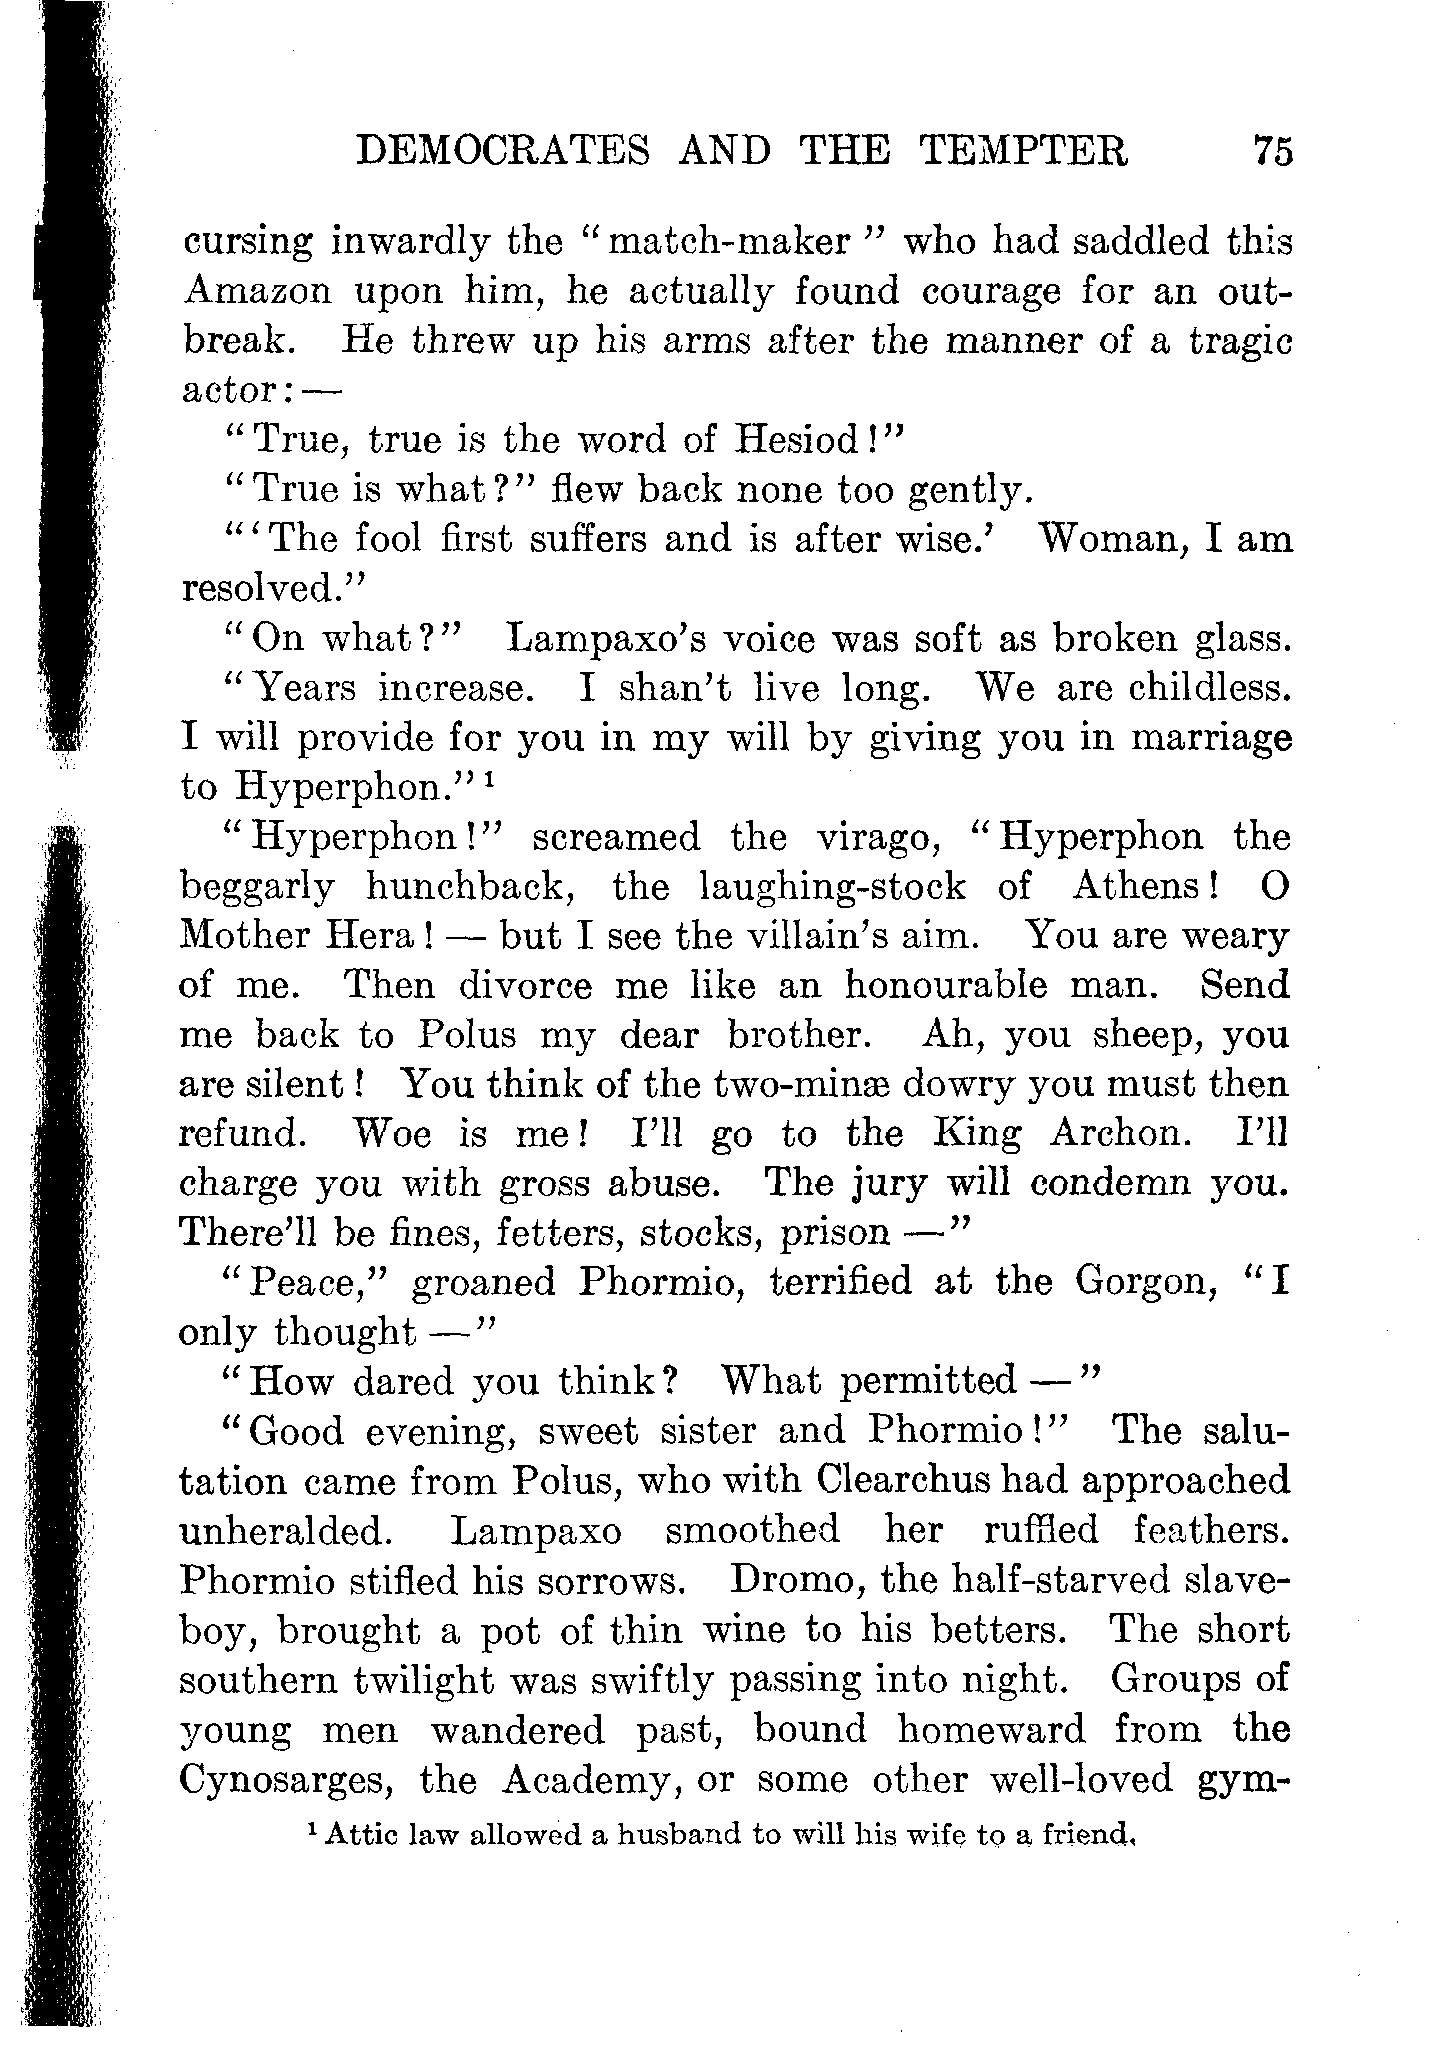 DEMOCRATES AND THE TEMPTER 75
cursing inwardly the “match-maker” who had saddled this
Amazon upon him, he actually found courage for an out-
break. He threw up his arms after the manner of a tragic
actor:—
“True, true is the word of Hesiod!”
“True is what?” flew back none too gently.
“‘The fool first suffers and is after wise.’ Woman, I am
resolved.”
“On what?” Lampaxo’s voice was soft as broken glass.
“Years increase. I shan’t live long. We are childless.
I will provide for you in my will by giving you in marriage
to Hyperphon.”¹
“Hyperphon!” screamed the virago, “Hyperphon the
beggarly hunchback, the laughing-stock of Athens! O
Mother Hera!—but I see the villain’s aim. You are weary
of me. Then divorce me like an honourable man. Send
me back to Polus my dear brother. Ah, you sheep, you
are silent! You think of the two-minæ dowry you must then
refund. Woe is me! I’ll go to the King Archon. I’ll
charge you with gross abuse. The jury will condemn you.
There’ll be fines, fetters, stocks, prison—”
“Peace,” groaned Phormio, terrified at the Gorgon, “I
only thought—”
“How dared you think? What permitted—”
“Good evening, sweet sister and Phormio!” The salu-
tation came from Polus, who with Clearchus had approached
unheralded. Lampaxo smoothed her ruffled feathers.
Phormio stifled his sorrows. Dromo, the half-starved slave-
boy, brought a pot of thin wine to his betters. The short
southern twilight was swiftly passing into night. Groups of
young men wandered past, bound homeward from the
Cynosarges, the Academy, or some other well-loved gym-
¹ Attic law allowed a husband to will his wife to a friend.